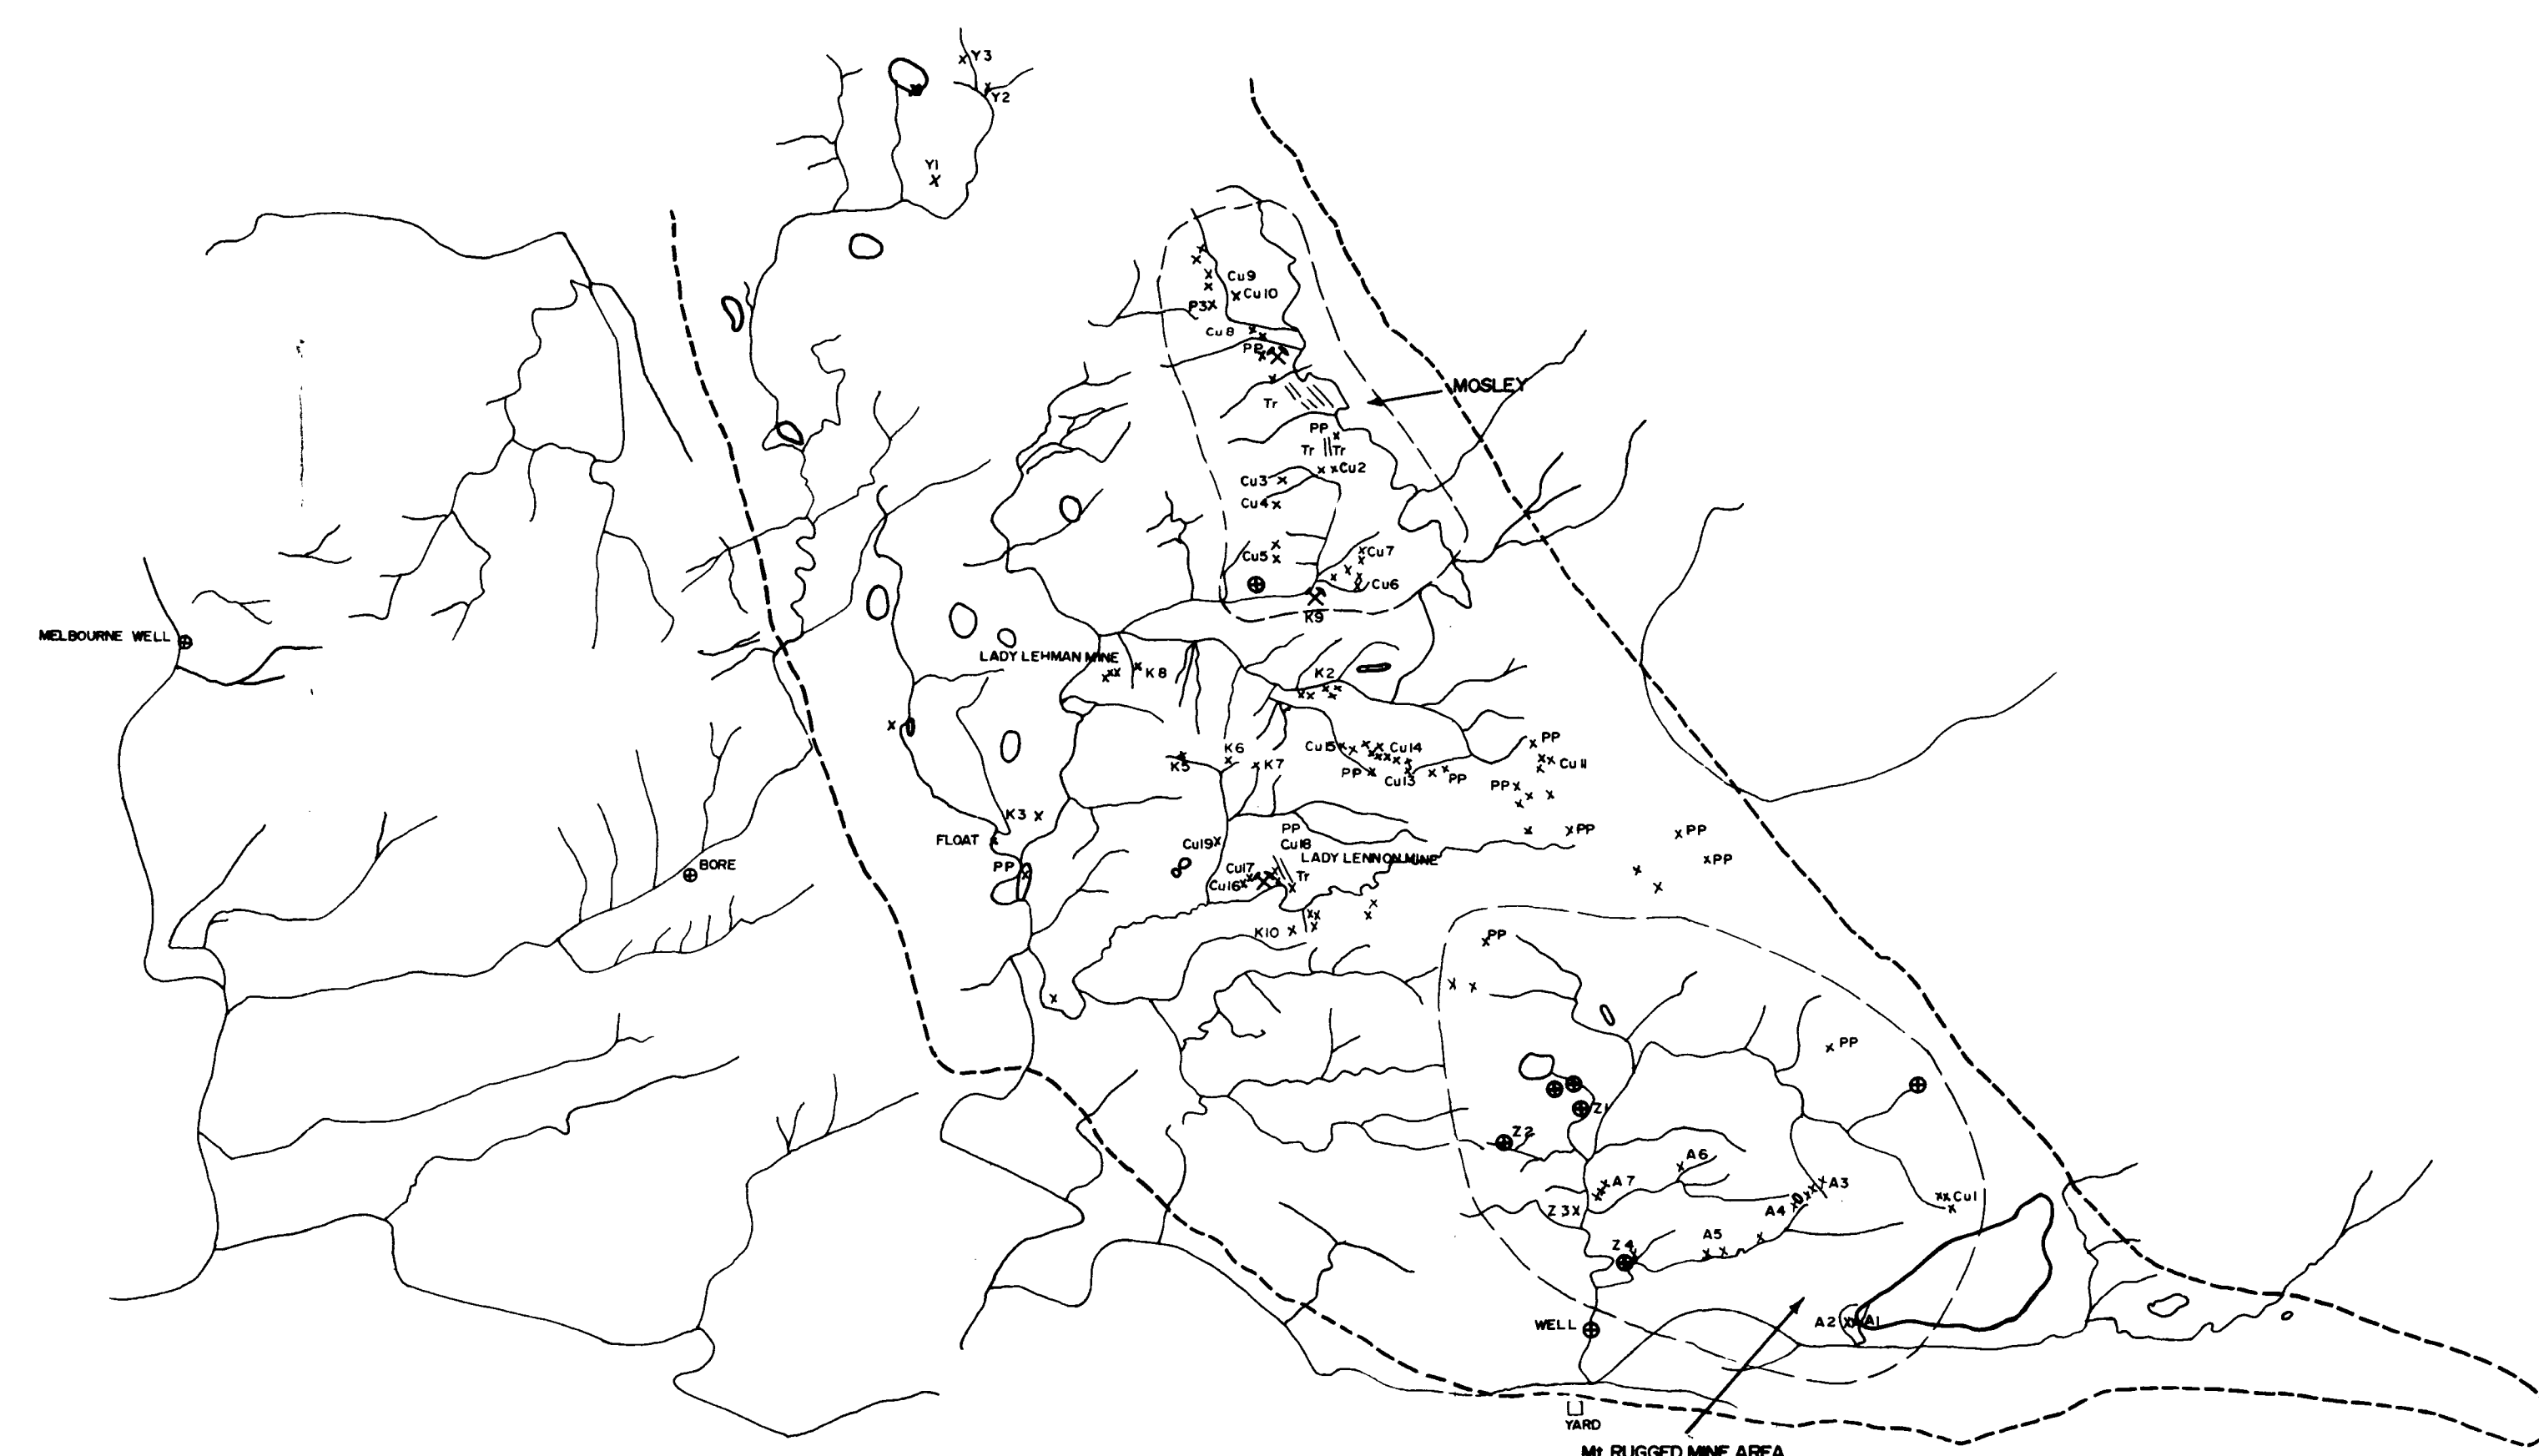 Y3
Y2
Y1
Cu9
Cu10
P3
Cu8
PP
MOSLEY
Tr
PP
Tr
Tr
Cu2
Cu3
Cu4
Cu5
Cu7
Cu6
K9
MELBOURNE WELL
LADY LEHMAN MINE
K8
K2
K6
K5
K7
Cu15
Cu14
PP
Cu13
PP
PP
Cu11
PP
K3
FLOAT
PP
BORE
Cu19
PP
Cu18
LADY LENNON MINE
Cu17
Cu16
Tr
PP
PP
PP
K10
PP
PP
Z1
Z2
A6
A7
A3
A4
Z3
Cu1
A5
Z4
WELL
A2
A1
YARD
Mt RUGGED MINE AREA